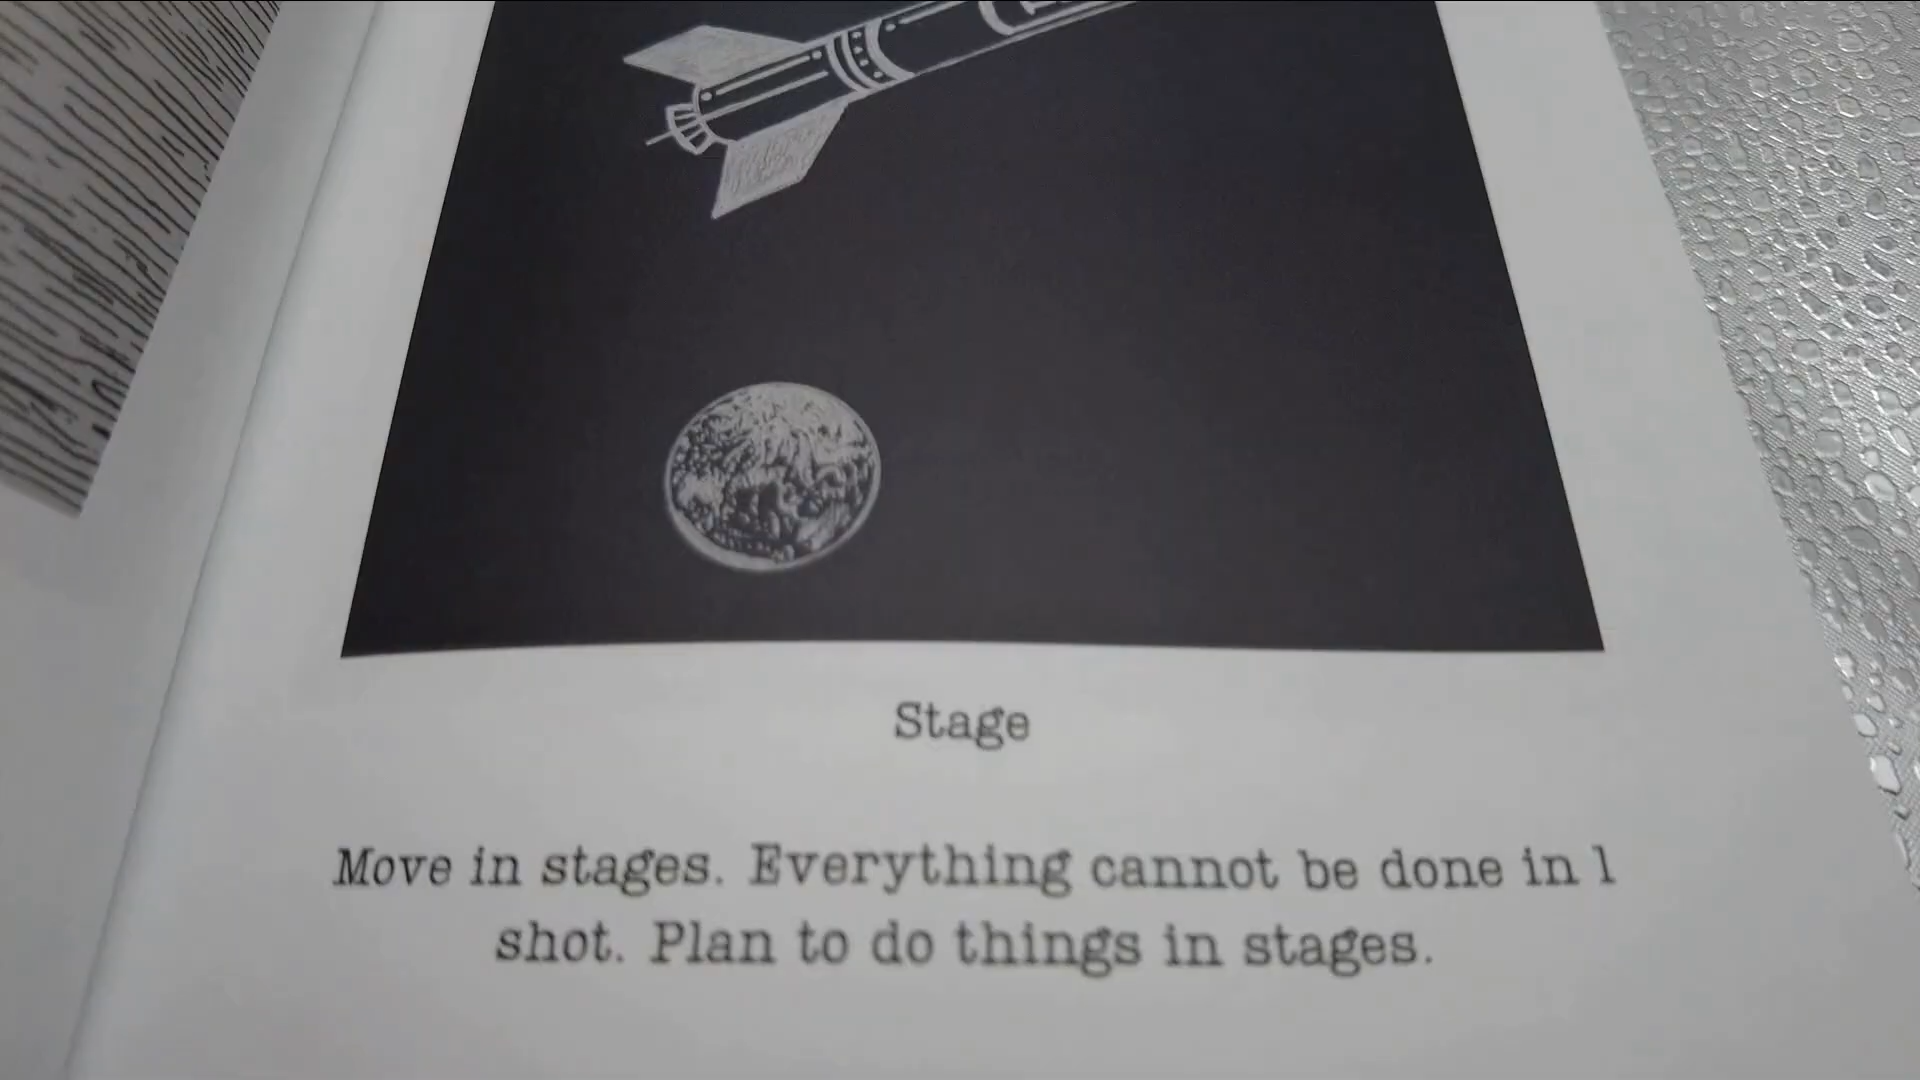 Stage
Move in stages. Everything cannot be done in 1
shot. Plan to do things in stages.